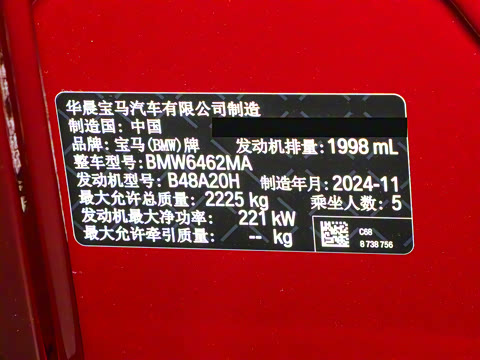 华晨宝马汽车有限公司制造
制造国: 中国
品牌: 宝马(BMW)牌 发动机排量: 1998 mL
整车型号: BMW6462MA
发动机型号: B48A20H 制造年月: 2024-11
最大允许总质量: 2225 kg 乘坐人数: 5
发动机最大净功率: 221 kW
最大允许牵引质量: -- kg
C68
8 738 756